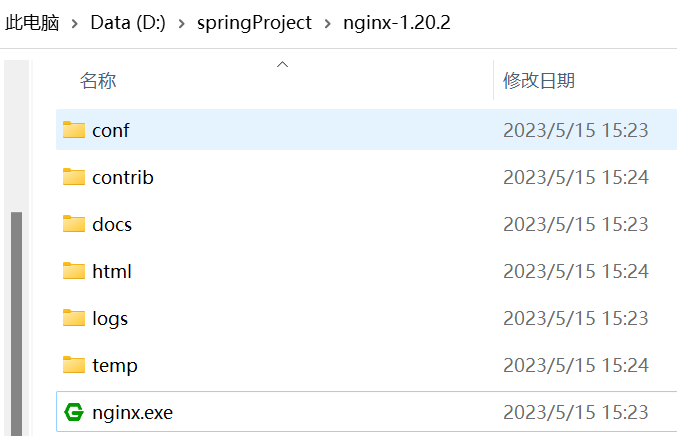 此电脑 > Data (D:) > springProject > nginx-1.20.2
名称 修改日期
conf 2023/5/15 15:23
contrib 2023/5/15 15:24
docs 2023/5/15 15:23
html 2023/5/15 15:24
logs 2023/5/15 15:23
temp 2023/5/15 15:24
nginx.exe 2023/5/15 15:23